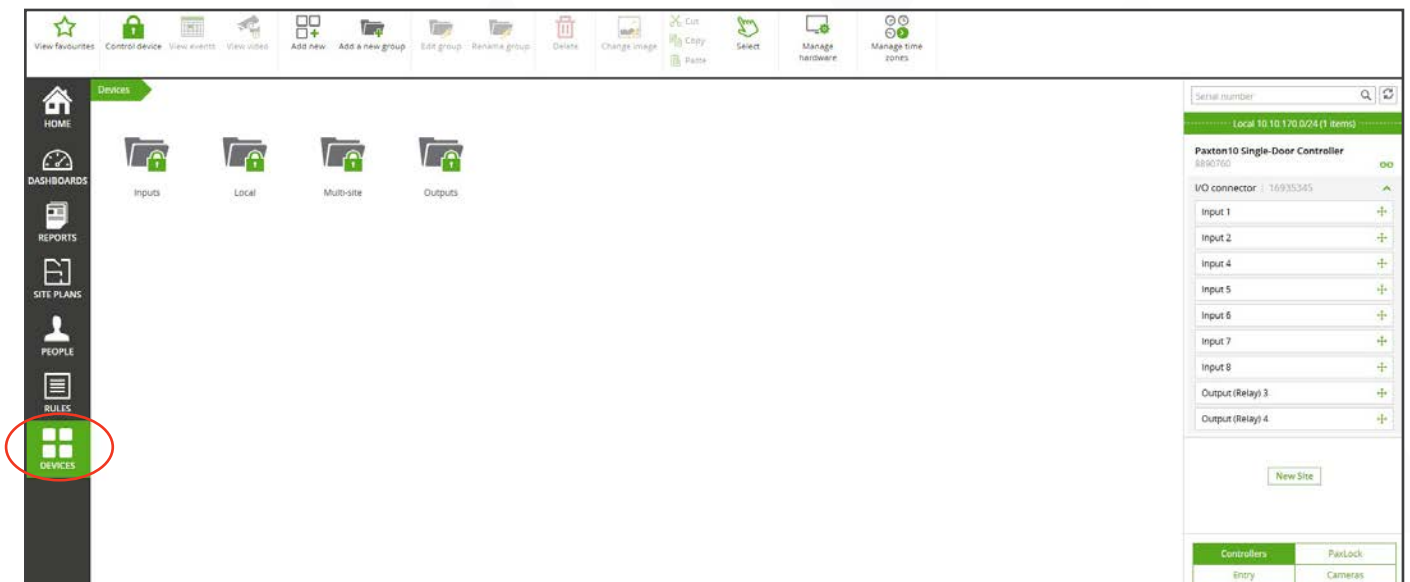 View favourites
Control device
View events
View video
Add new
Add a new group
Edit group
Rename group
Delete
Change image
Cut
Copy
Paste
Select
Manage
hardware
Manage time
zones
HOME
DASHBOARDS
REPORTS
SITE PLANS
PEOPLE
RULES
DEVICES
Devices
Inputs
Local
Multi-site
Outputs
Serial number
Local 10.10.170.0/24 (1 items)
Paxton10 Single-Door Controller
8890760
I/O connector | 16935345
Input 1
Input 2
Input 4
Input 5
Input 6
Input 7
Input 8
Output (Relay) 3
Output (Relay) 4
New Site
Controllers
PaxLock
Entry
Cameras